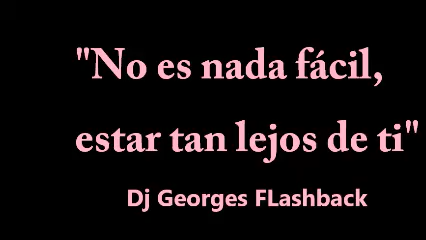 "No es nada fácil,
estar tan lejos de ti"
Dj Georges FLashback